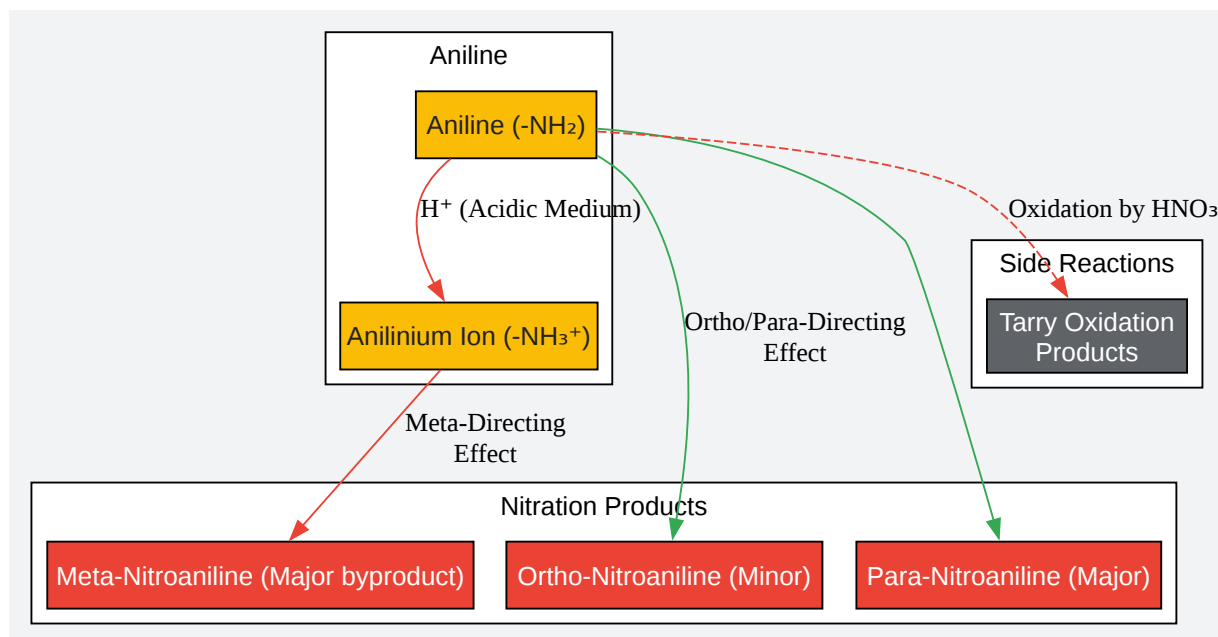 Aniline
Aniline (-NH₂)
H⁺ (Acidic Medium)
Oxidation by HNO₃
Side Reactions
Tarry Oxidation
Products
Anilinium Ion (-NH₃⁺)
Ortho/Para-Directing
Effect
Meta-Directing
Effect
Nitration Products
Meta-Nitroaniline (Major byproduct)
Ortho-Nitroaniline (Minor)
Para-Nitroaniline (Major)